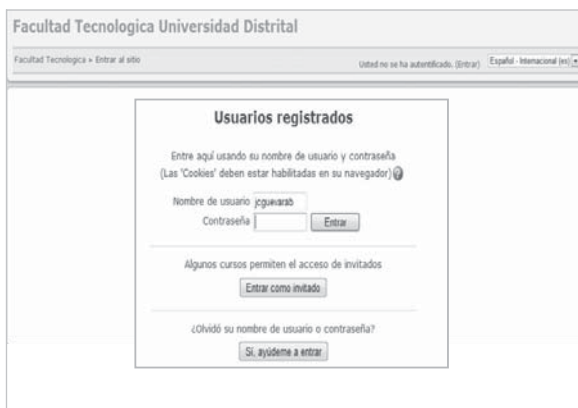 Facultad Tecnologica Universidad Distrital
Facultad Tecnologica ▸ Entrar al sitio
Usted no se ha autentificado. (Entrar)
Español - Internacional (es)
Usuarios registrados
Entre aquí usando su nombre de usuario y contraseña
(Las 'Cookies' deben estar habilitadas en su navegador) ?
Nombre de usuario jcguevarab
Contraseña Entrar
Algunos cursos permiten el acceso de invitados
Entrar como invitado
¿Olvidó su nombre de usuario o contraseña?
Sí, ayúdeme a entrar